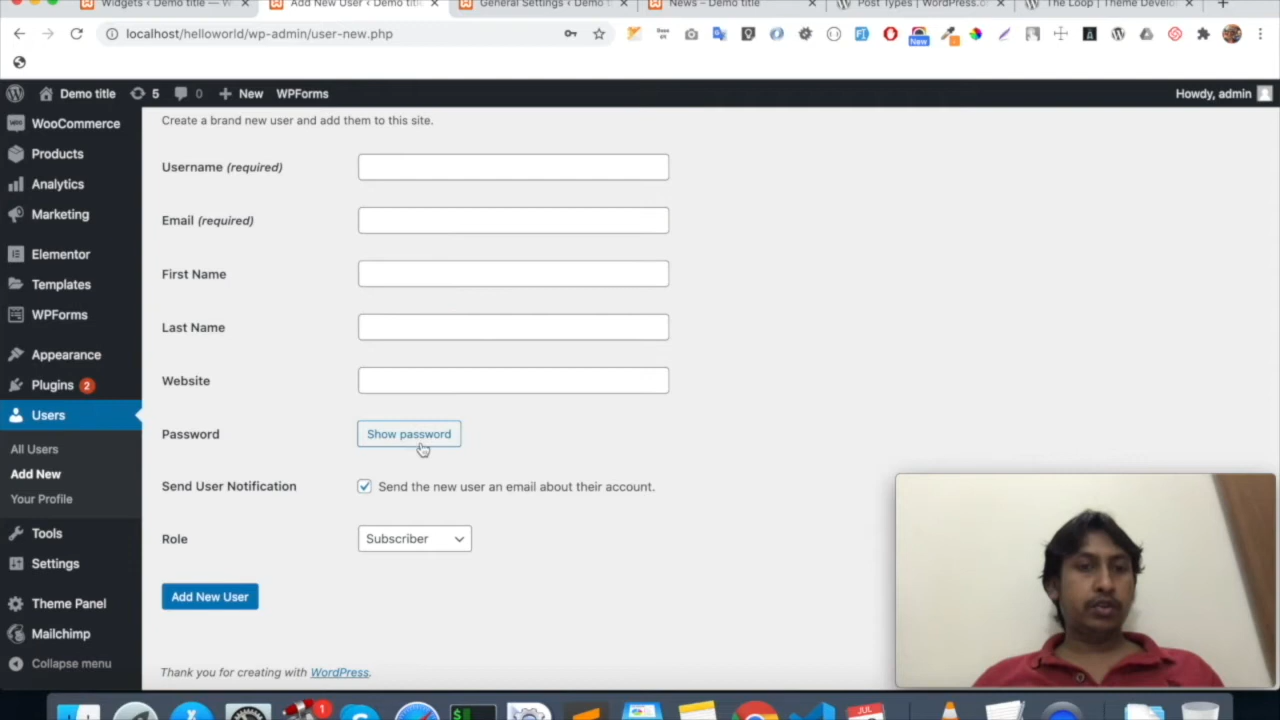 Widgets ‹ Demo title — W
Add New User ‹ Demo title
General Settings ‹ Demo t
News – Demo title
Post Types | WordPress.o
The Loop | Theme Develo
localhost/helloworld/wp-admin/user-new.php
New
Demo title
5
0
New
WPForms
Howdy, admin
WooCommerce
Products
Analytics
Marketing
Elementor
Templates
WPForms
Appearance
Plugins 2
Users
All Users
Add New
Your Profile
Tools
Settings
Theme Panel
Mailchimp
Collapse menu
Create a brand new user and add them to this site.
Username (required)
Email (required)
First Name
Last Name
Website
Password
Show password
Send User Notification
Send the new user an email about their account.
Role
Subscriber
Add New User
Thank you for creating with WordPress.
1
JUL